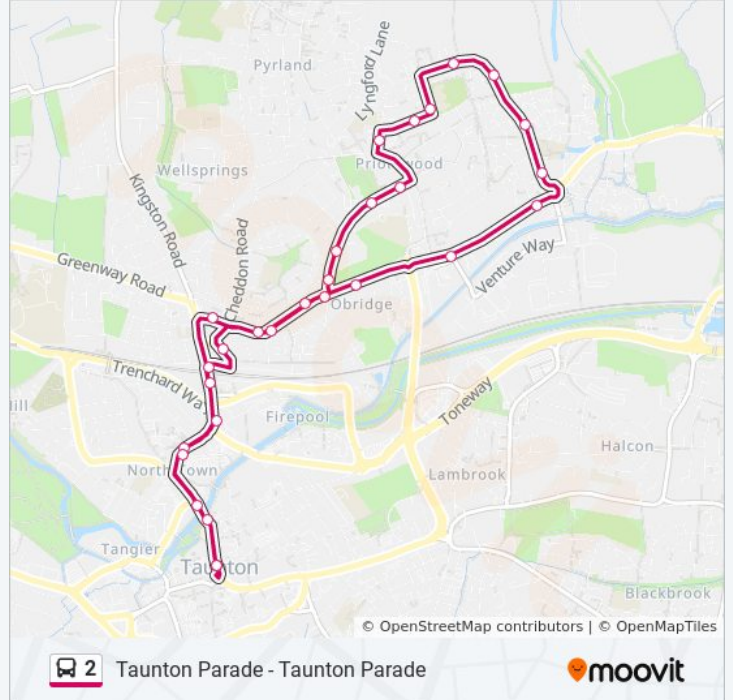 Pyrland
Lyngford Lane
Wellsprings
Priorswood
Kingston Road
Cheddon Road
Greenway Road
Venture Way
Obridge
Trenchard Way
Toneway
Firepool
Halcon
North Town
Lambrook
Tangier
Taunton
Blackbrook
© OpenStreetMap contributors | © OpenMapTiles
2 Taunton Parade - Taunton Parade
moovit